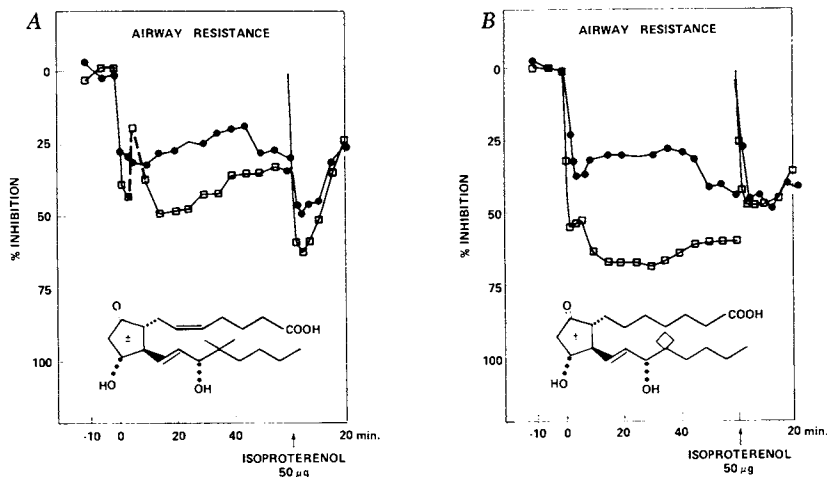 A
AIRWAY RESISTANCE
% INHIBITION
0
25
50
75
100
O
±
COOH
HO
OH
-10 0 20 40 20 min.
ISOPROTERENOL
50 µg
B
AIRWAY RESISTANCE
% INHIBITION
0
25
50
75
100
O
±
COOH
HO
OH
-10 0 20 40 60 20 min.
ISOPROTERENOL
50 µg